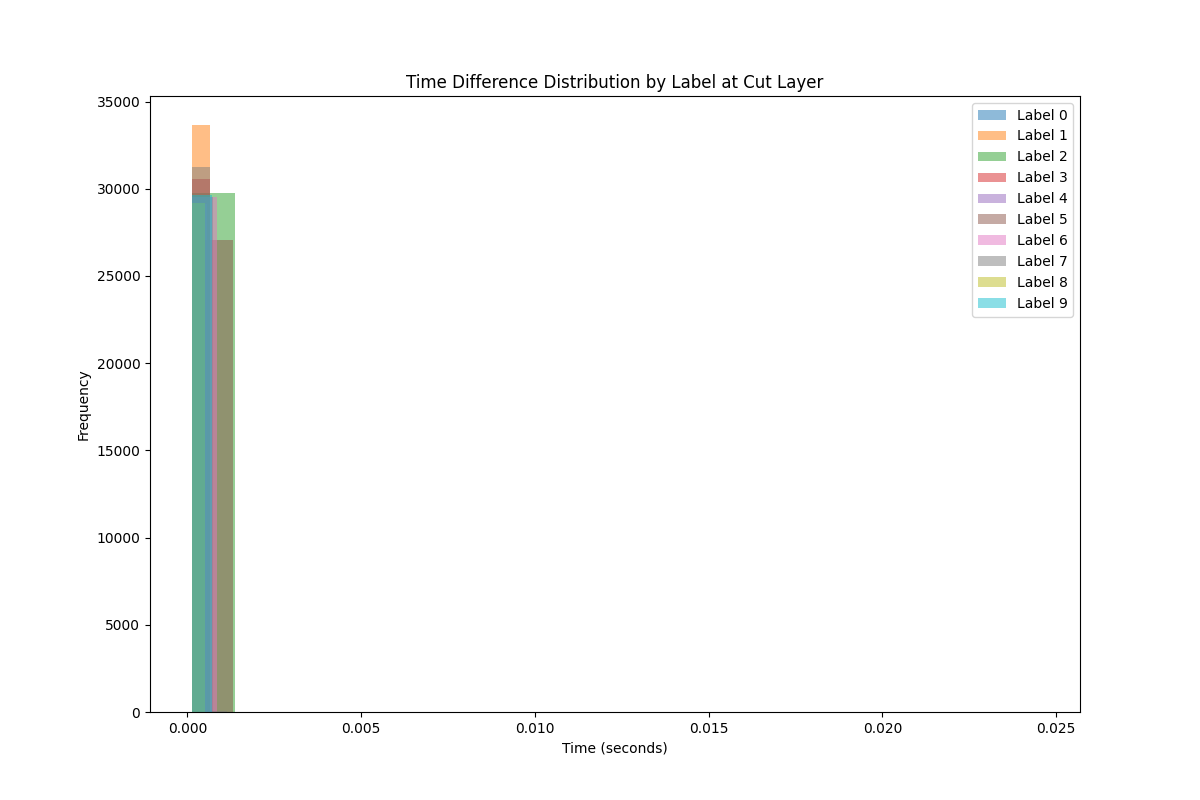 Time Difference Distribution by Label at Cut Layer
35000
30000
25000
20000
15000
10000
5000
0
Frequency
0.000
0.005
0.010
0.015
0.020
0.025
Time (seconds)
Label 0
Label 1
Label 2
Label 3
Label 4
Label 5
Label 6
Label 7
Label 8
Label 9